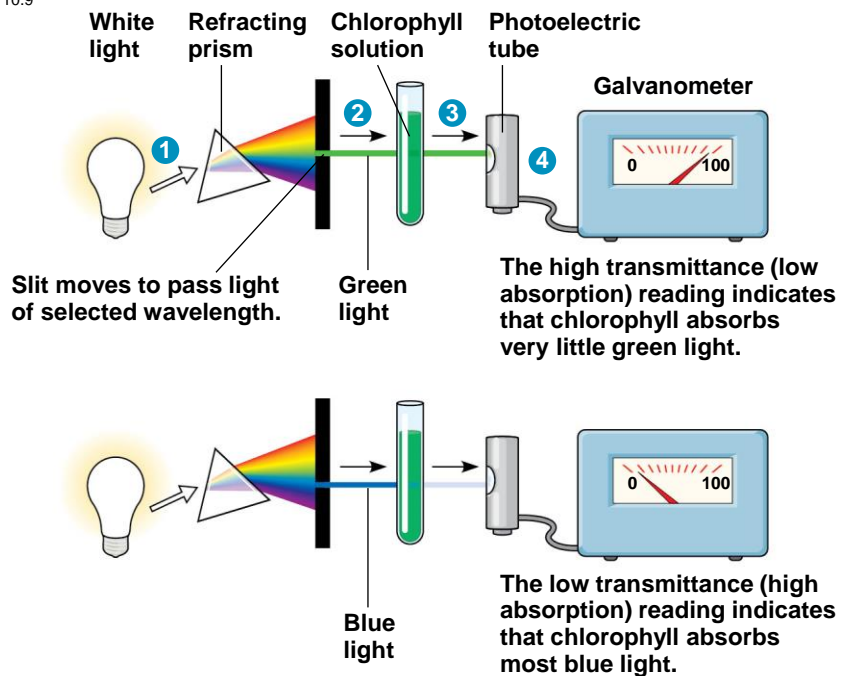 10.9
White
light
Refracting
prism
Chlorophyll
solution
Photoelectric
tube
Galvanometer
1
2
3
4
0 100
Slit moves to pass light
of selected wavelength.
Green
light
The high transmittance (low
absorption) reading indicates
that chlorophyll absorbs
very little green light.
0 100
Blue
light
The low transmittance (high
absorption) reading indicates
that chlorophyll absorbs
most blue light.